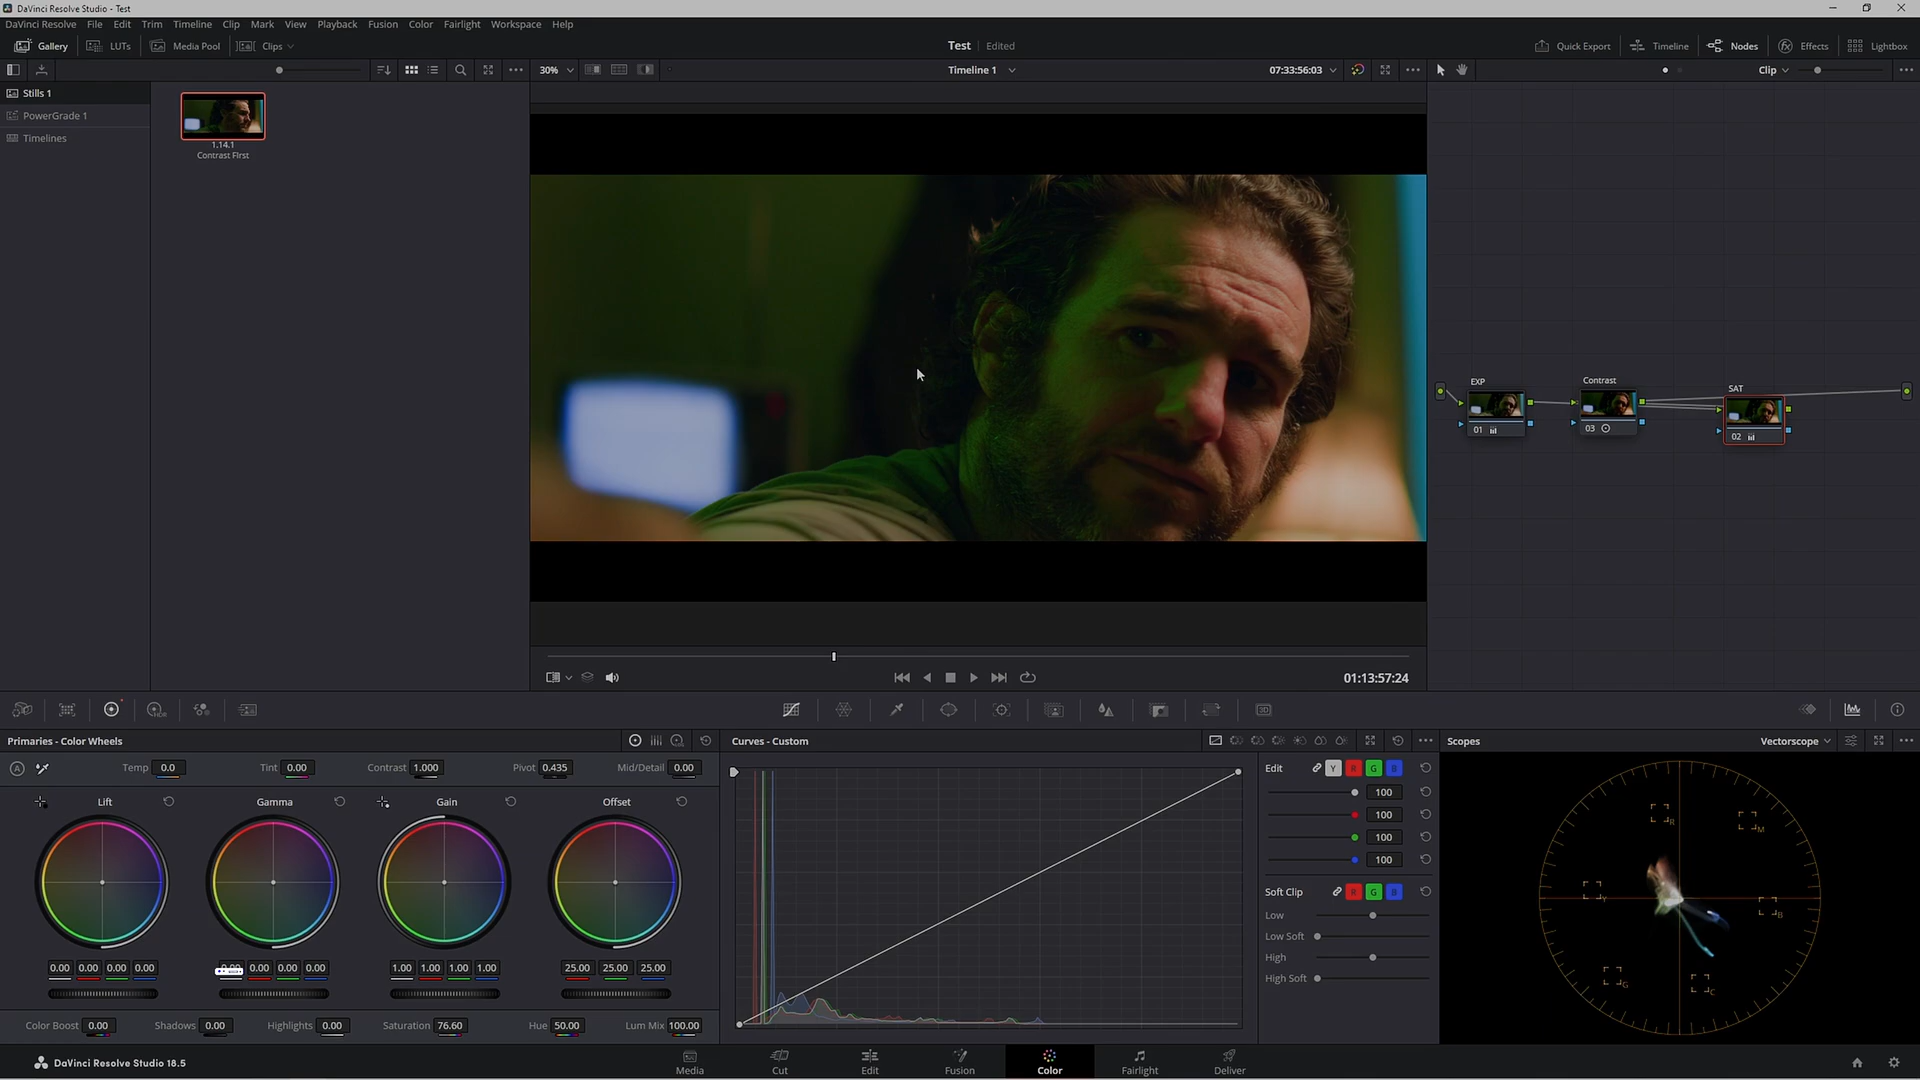 DaVinci Resolve Studio - Test
DaVinci Resolve File Edit Trim Timeline Clip Mark View Playback Fusion Color Fairlight Workspace Help
Gallery LUTs Media Pool Clips Test Edited Quick Export Timeline Nodes Effects Lightbox
30% Timeline 1 07:33:56:03 Clip
Stills 1
PowerGrade 1
Timelines
1.14.1
Contrast FIrst
EXP Contrast SAT
01 03 02
01:13:57:24
Primaries - Color Wheels Curves - Custom Scopes Vectorscope
A Temp 0.0 Tint 0.00 Contrast 1.000 Pivot 0.435 Mid/Detail 0.00 Edit Y R G B
Lift Gamma Gain Offset
100
100
100
100
Soft Clip R G B
Low
Low Soft
High
High Soft
R M
Y B
G C
0.00 0.00 0.00 0.00 0.00 0.00 0.00 1.00 1.00 1.00 1.00 25.00 25.00 25.00
Color Boost 0.00 Shadows 0.00 Highlights 0.00 Saturation 76.60 Hue 50.00 Lum Mix 100.00
DaVinci Resolve Studio 18.5 Media Cut Edit Fusion Color Fairlight Deliver